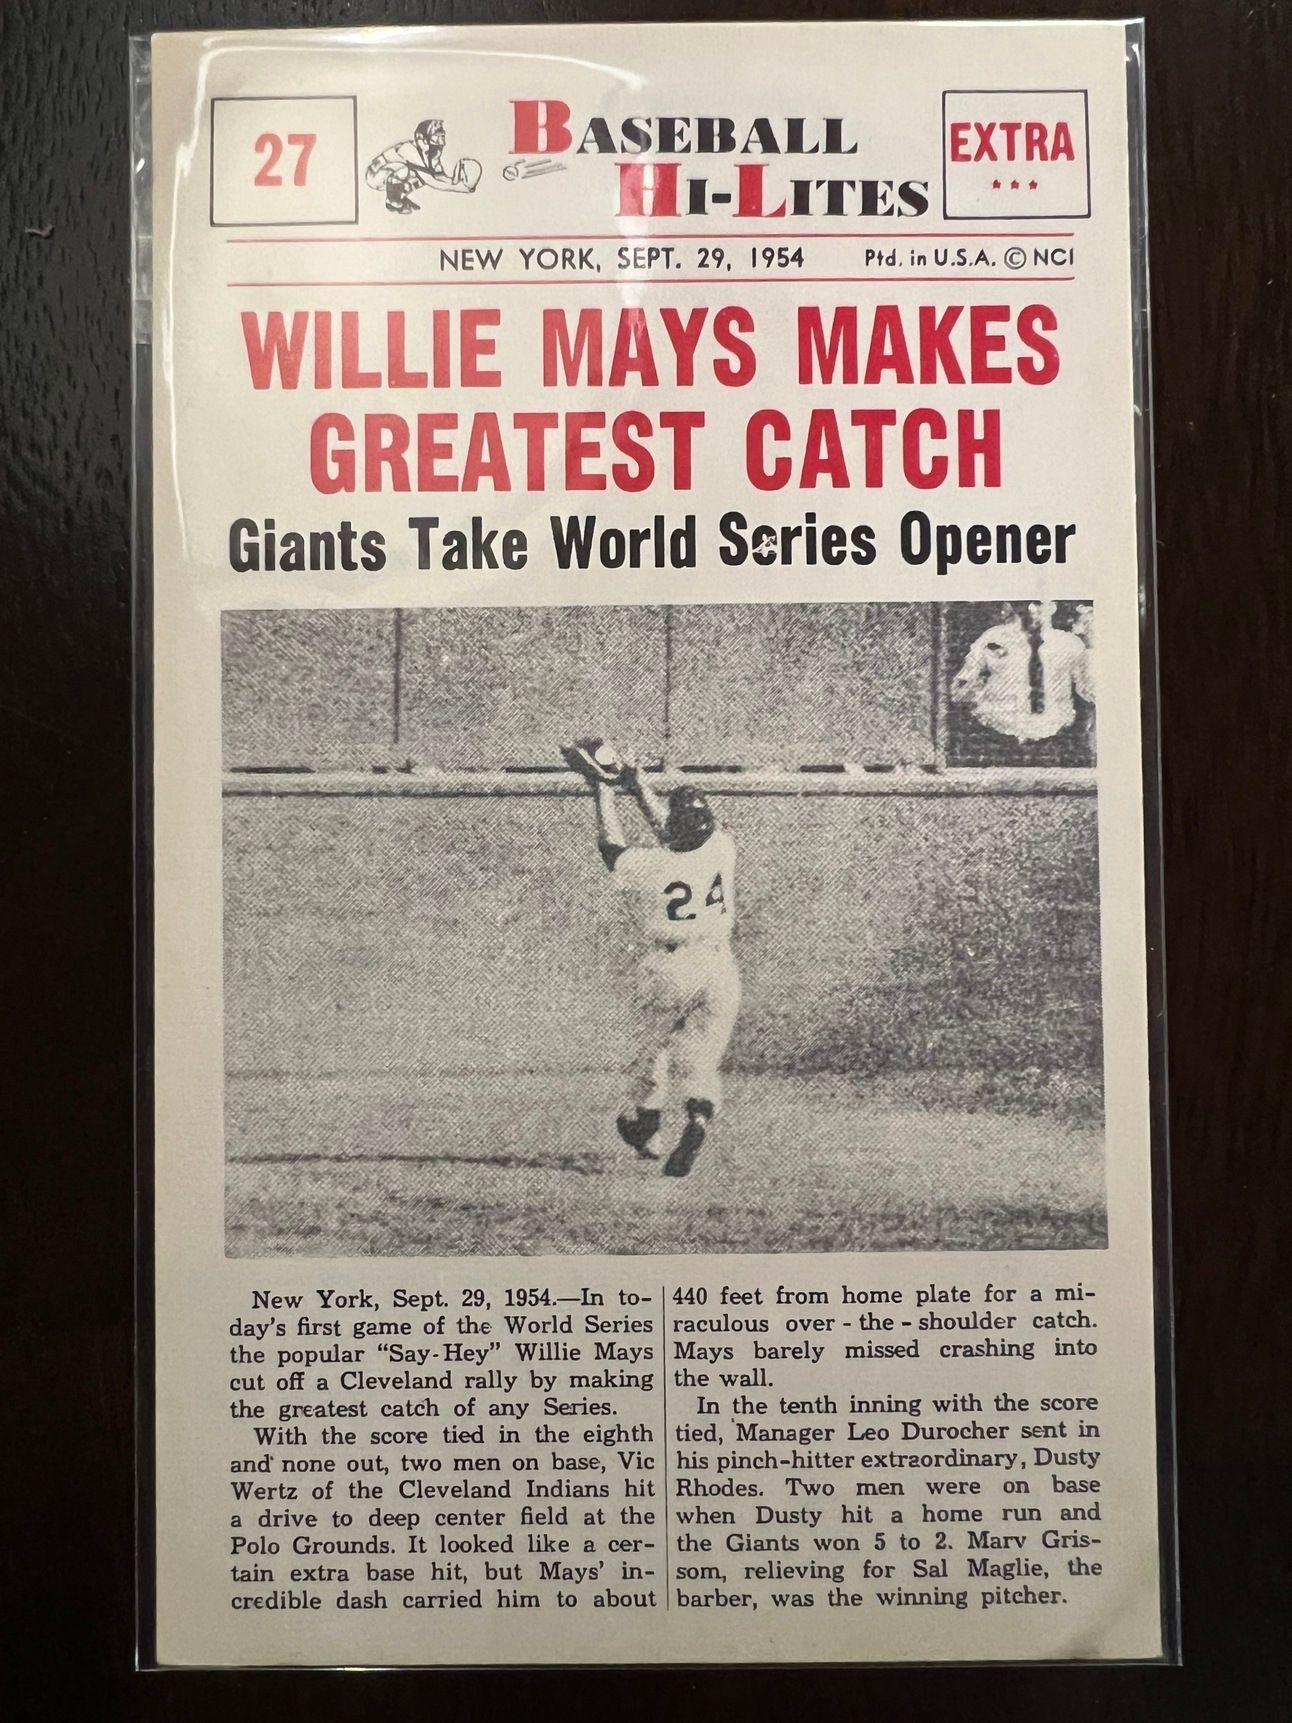 27
BASEBALL
HI-LITES
EXTRA
NEW YORK, SEPT. 29, 1954
Ptd. in U.S.A. © NCI
WILLIE MAYS MAKES
GREATEST CATCH
Giants Take World Series Opener
24
New York, Sept. 29, 1954.—In to-
day's first game of the World Series
the popular "Say-Hey" Willie Mays
cut off a Cleveland rally by making
the greatest catch of any Series.
With the score tied in the eighth
and none out, two men on base, Vic
Wertz of the Cleveland Indians hit
a drive to deep center field at the
Polo Grounds. It looked like a cer-
tain extra base hit, but Mays' in-
credible dash carried him to about
440 feet from home plate for a mi-
raculous over-the-shoulder catch.
Mays barely missed crashing into
the wall.
In the tenth inning with the score
tied, Manager Leo Durocher sent in
his pinch-hitter extraordinary, Dusty
Rhodes. Two men were on base
when Dusty hit a home run and
the Giants won 5 to 2. Marv Gris-
som, relieving for Sal Maglie, the
barber, was the winning pitcher.